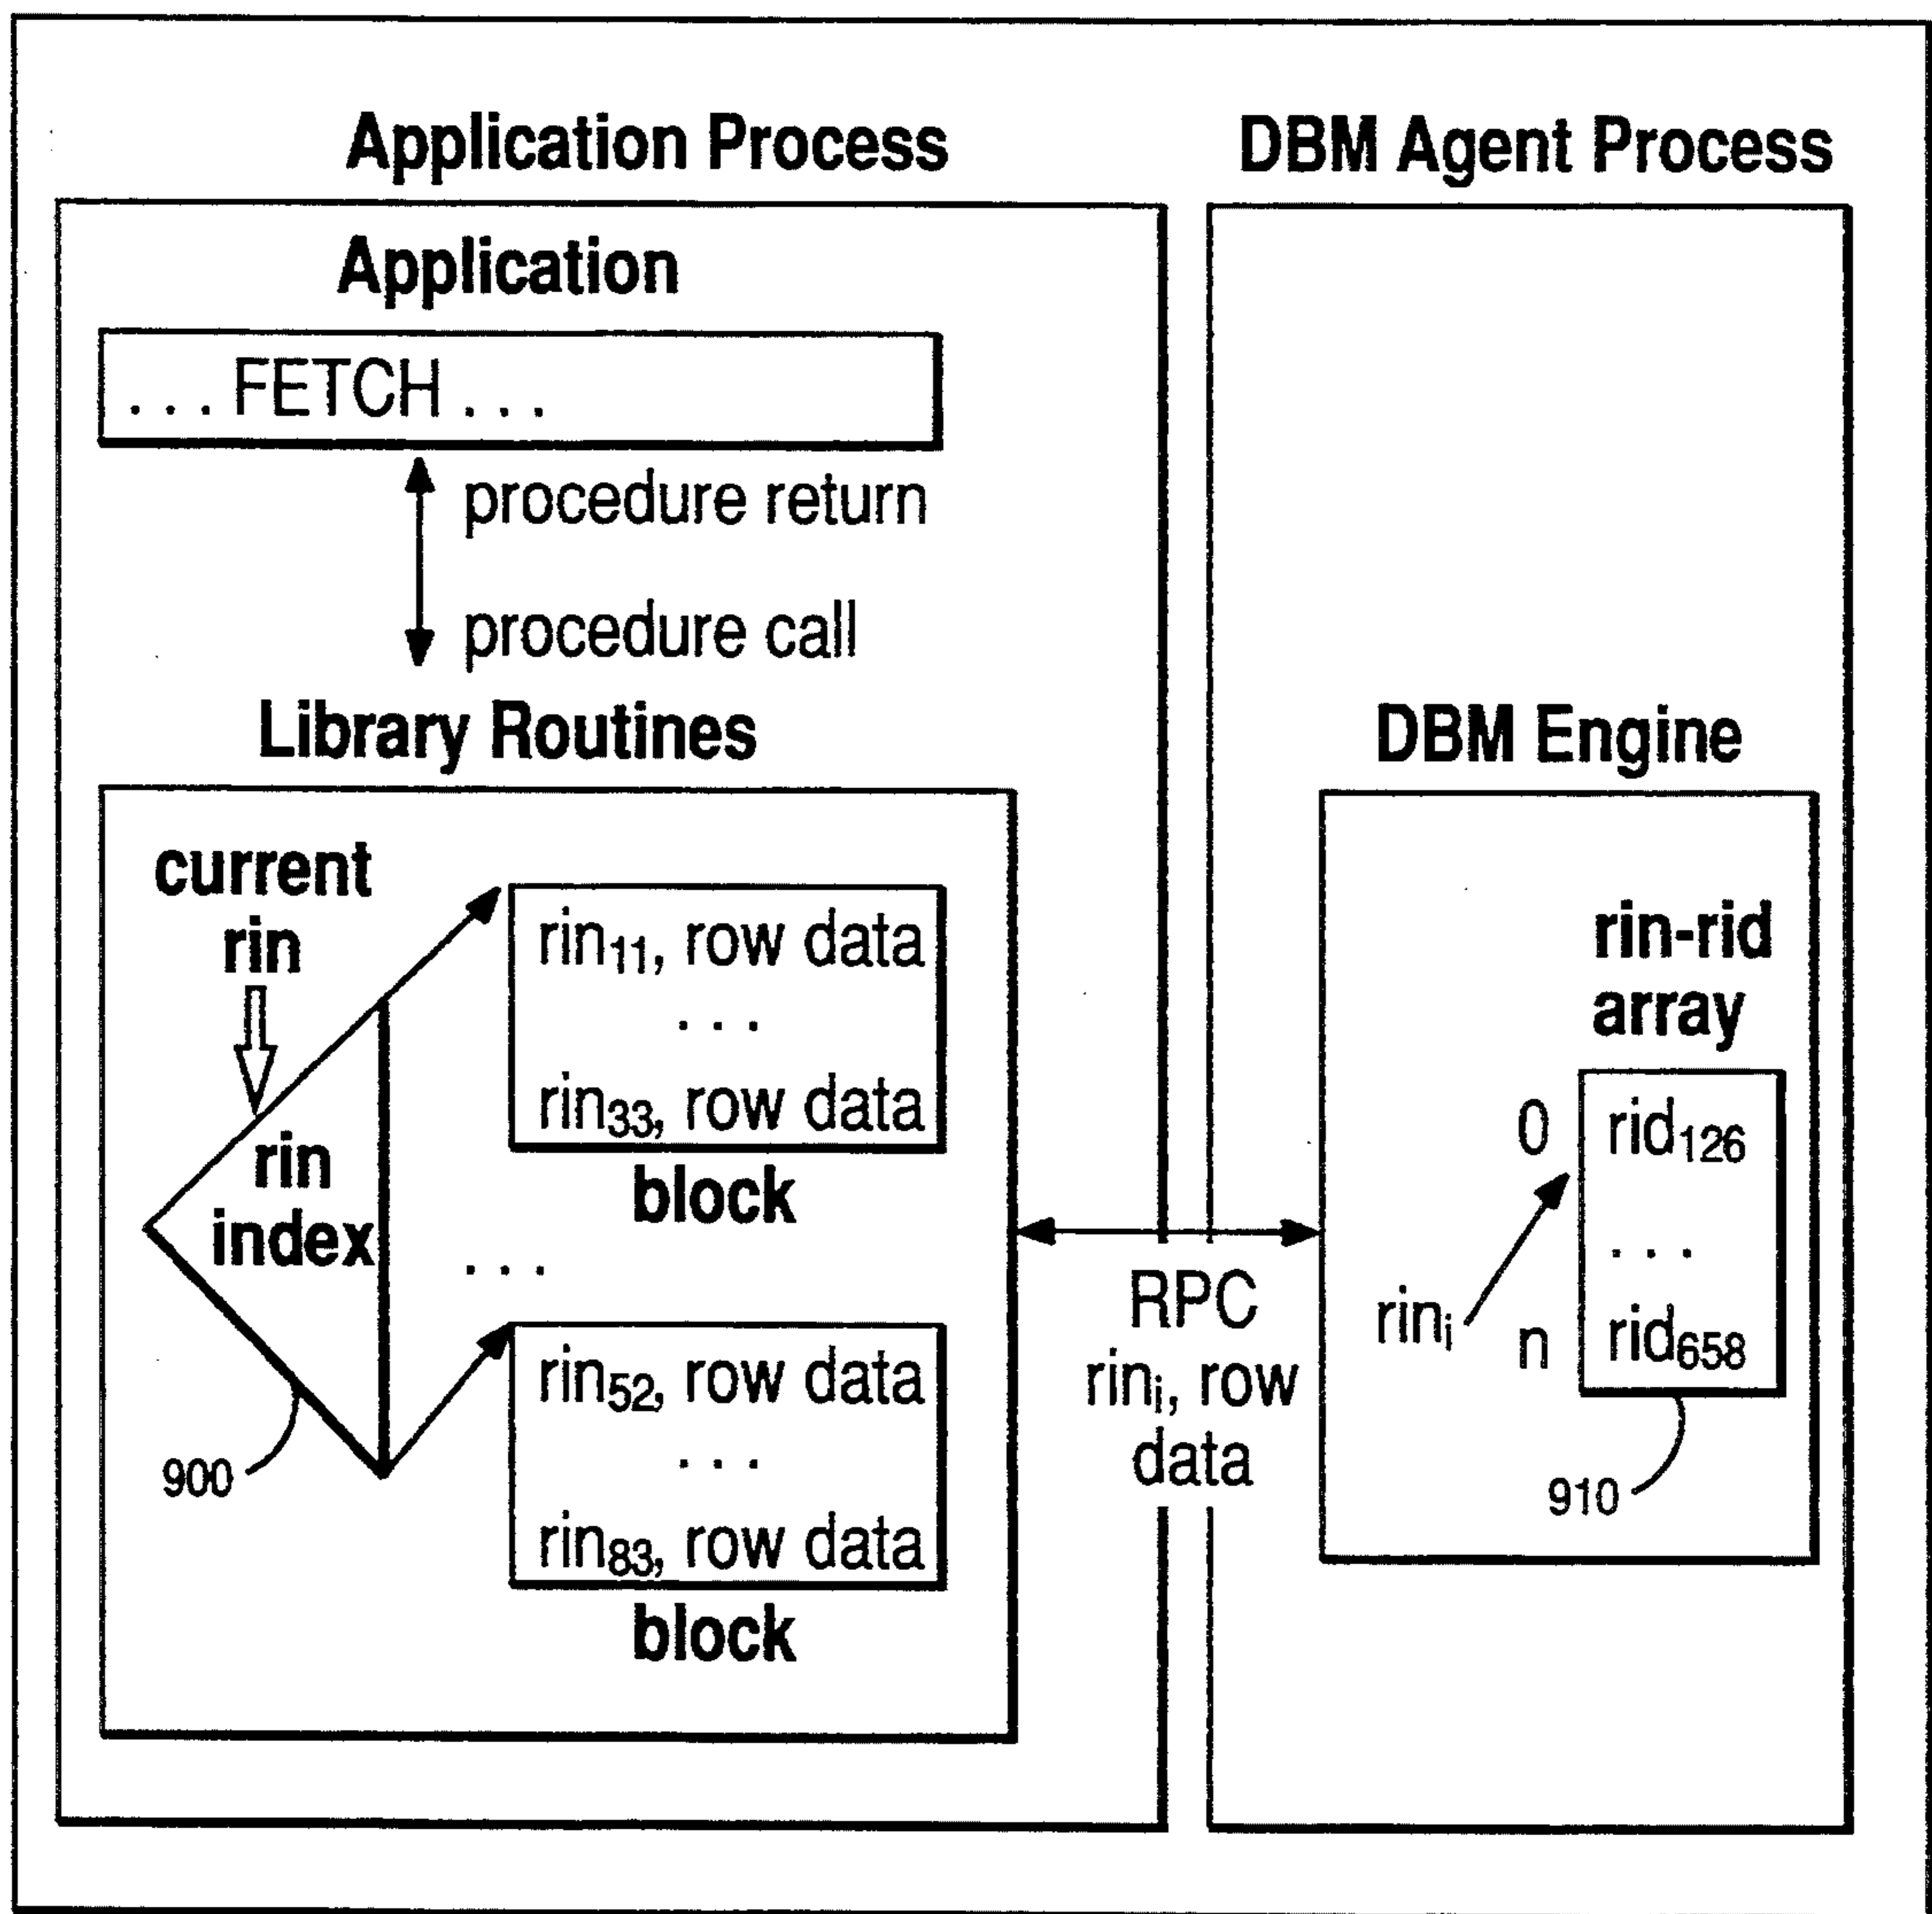 Application Process
DBM Agent Process
Application
. . . FETCH . . .
procedure return
procedure call
Library Routines
DBM Engine
current
rin
rin₁₁, row data
. . .
rin₃₃, row data
block
rin
index
. . .
rin₅₂, row data
. . .
rin₈₃, row data
block
900
RPC
rinᵢ, row
data
rin-rid
array
0
rid₁₂₆
. . .
rinᵢ
n
rid₆₅₈
910